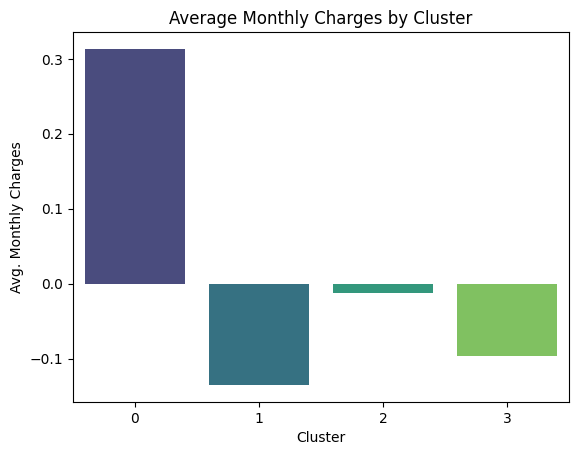 Average Monthly Charges by Cluster
0.3
0.2
0.1
0.0
−0.1
Avg. Monthly Charges
0 1 2 3
Cluster